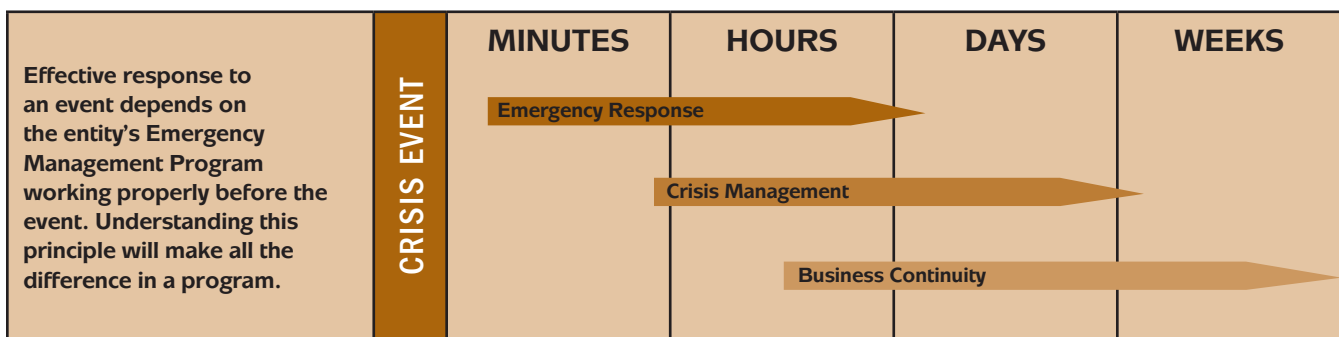 Effective response to
an event depends on
the entity's Emergency
Management Program
working properly before the
event. Understanding this
principle will make all the
difference in a program.
CRISIS EVENT
MINUTES
HOURS
DAYS
WEEKS
Emergency Response
Crisis Management
Business Continuity